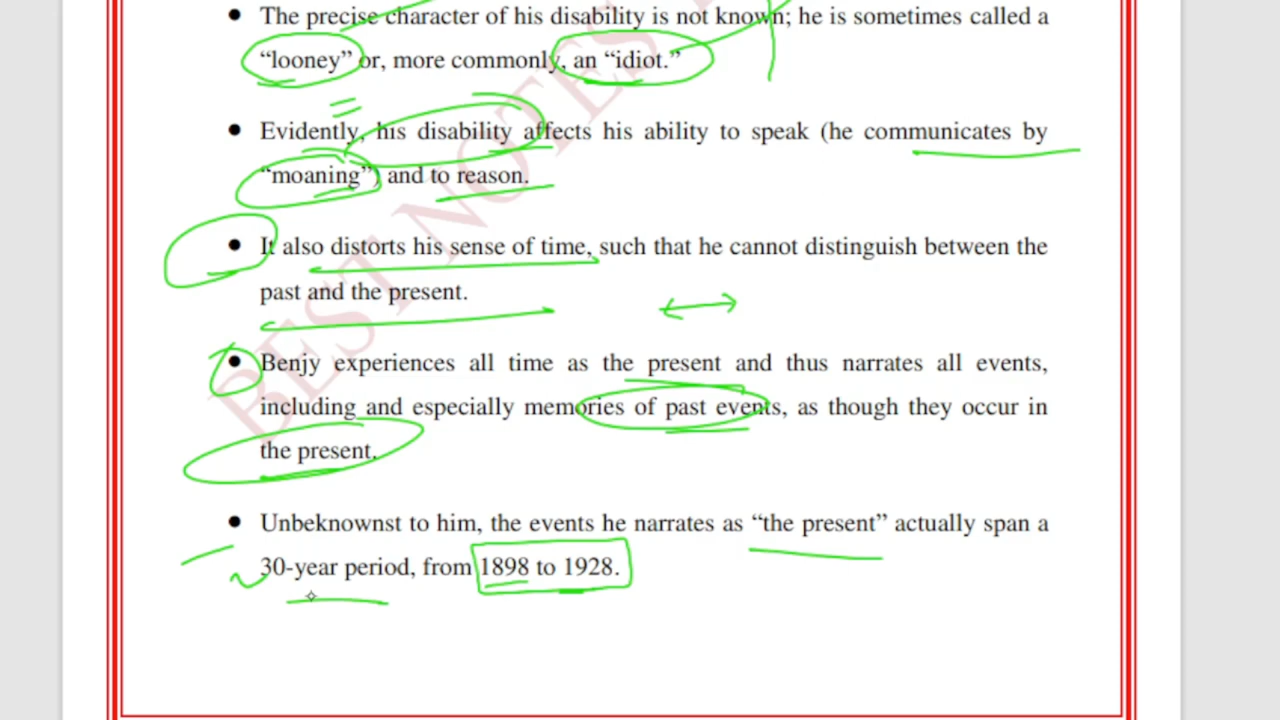 • The precise character of his disability is not known; he is sometimes called a
“looney” or, more commonly, an “idiot.”
• Evidently, his disability affects his ability to speak (he communicates by
“moaning”) and to reason.
• It also distorts his sense of time, such that he cannot distinguish between the
past and the present.
• Benjy experiences all time as the present and thus narrates all events,
including and especially memories of past events, as though they occur in
the present.
• Unbeknownst to him, the events he narrates as “the present” actually span a
30-year period, from 1898 to 1928.
BEST NOTES